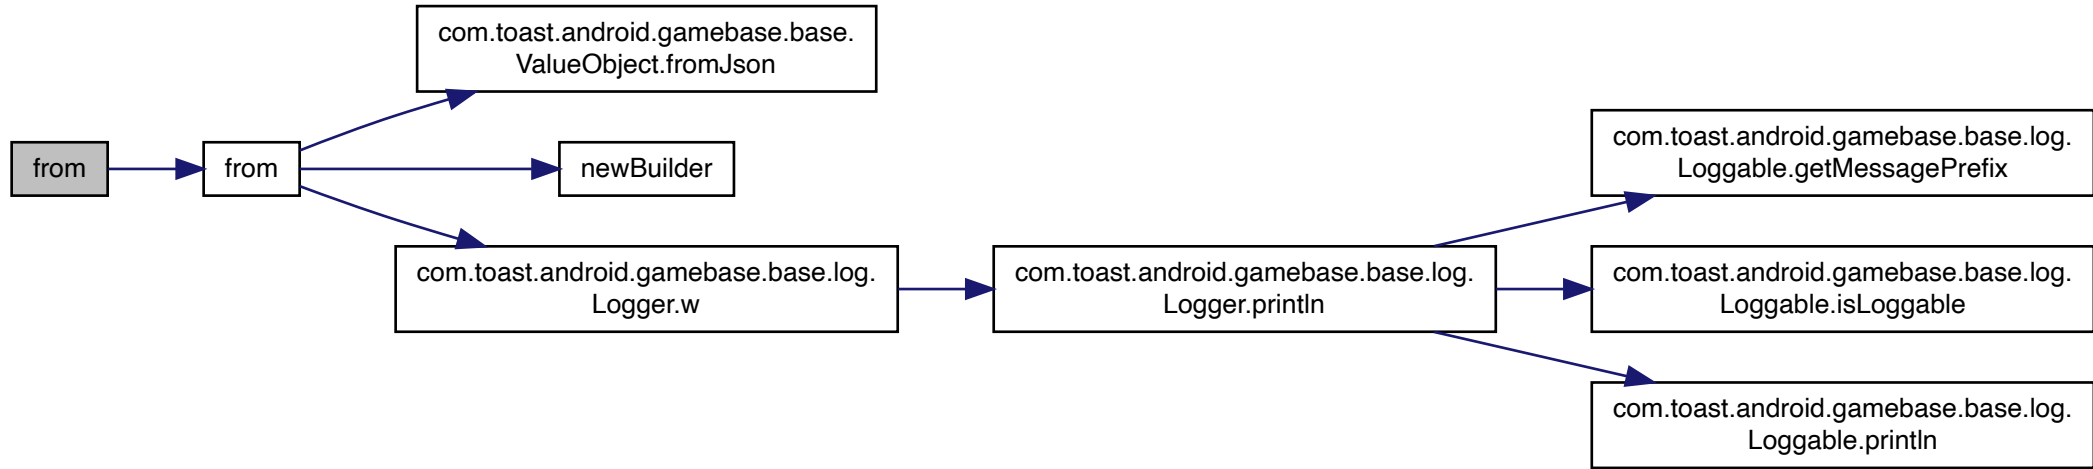 from
from
com.toast.android.gamebase.base.
ValueObject.fromJson
newBuilder
com.toast.android.gamebase.base.log.
Logger.w
com.toast.android.gamebase.base.log.
Logger.println
com.toast.android.gamebase.base.log.
Loggable.getMessagePrefix
com.toast.android.gamebase.base.log.
Loggable.isLoggable
com.toast.android.gamebase.base.log.
Loggable.println